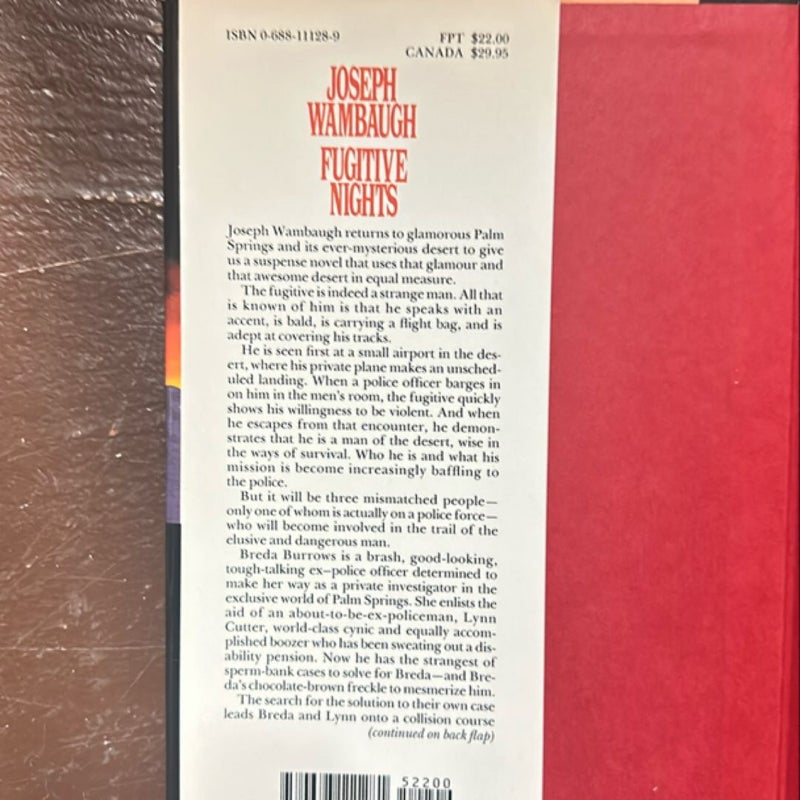 ISBN 0-688-11128-9
FPT $22.00
CANADA $29.95
JOSEPH
WAMBAUGH
FUGITIVE
NIGHTS
Joseph Wambaugh returns to glamorous Palm
Springs and its ever-mysterious desert to give
us a suspense novel that uses that glamour and
that awesome desert in equal measure.
The fugitive is indeed a strange man. All that
is known of him is that he speaks with an
accent, is bald, is carrying a flight bag, and is
adept at covering his tracks.
He is seen first at a small airport in the des-
ert, where his private plane makes an unsched-
uled landing. When a police officer barges in
on him in the men's room, the fugitive quickly
shows his willingness to be violent. And when
he escapes from that encounter, he demon-
strates that he is a man of the desert, wise in
the ways of survival. Who he is and what his
mission is become increasingly baffling to
the police.
But it will be three mismatched people—
only one of whom is actually on a police force—
who will become involved in the trail of the
elusive and dangerous man.
Breda Burrows is a brash, good-looking,
tough-talking ex–police officer determined to
make her way as a private investigator in the
exclusive world of Palm Springs. She enlists the
aid of an about-to-be-ex-policeman, Lynn
Cutter, world-class cynic and equally accom-
plished boozer who has been sweating out a dis-
ability pension. Now he has the strangest of
sperm-bank cases to solve for Breda—and Bre-
da's chocolate-brown freckle to mesmerize him.
The search for the solution to their own case
leads Breda and Lynn onto a collision course
(continued on back flap)
52200